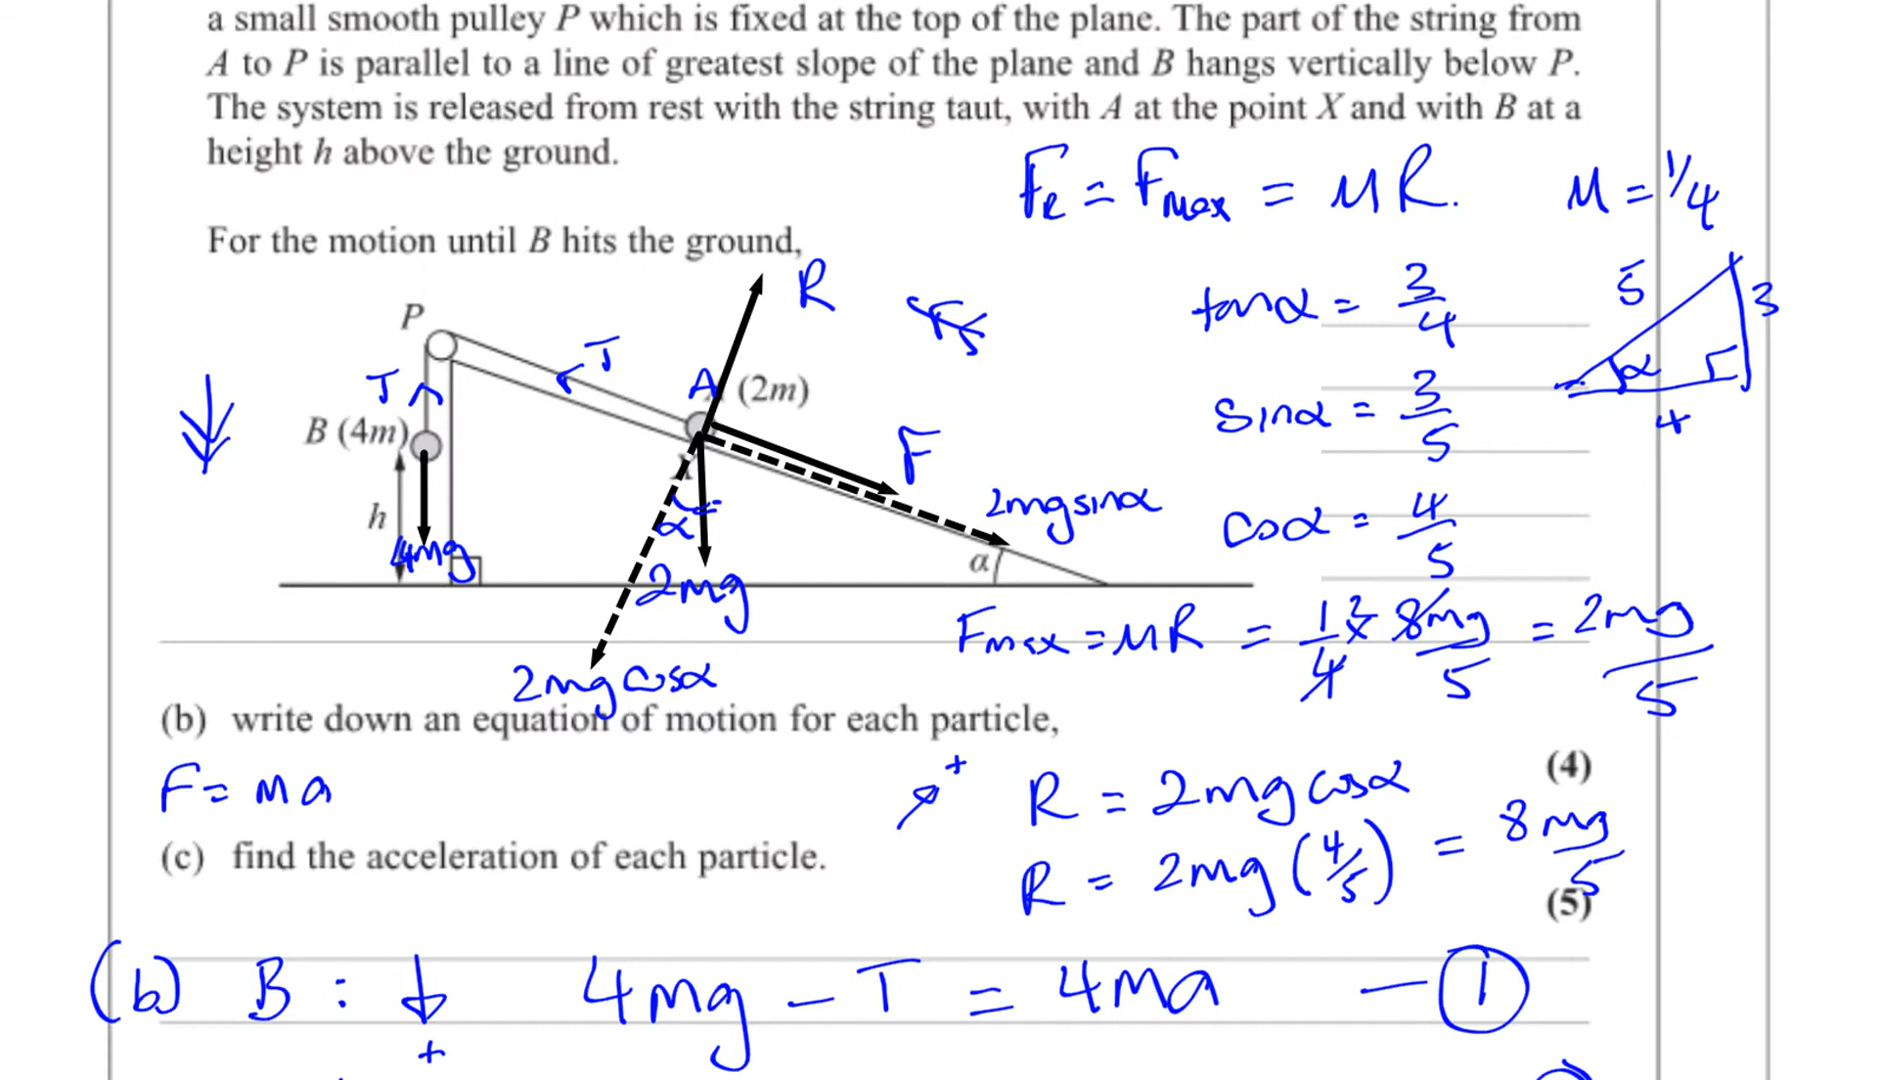 a small smooth pulley P which is fixed at the top of the plane. The part of the string from
A to P is parallel to a line of greatest slope of the plane and B hangs vertically below P.
The system is released from rest with the string taut, with A at the point X and with B at a
height h above the ground.
Fr = Fmax = μR. μ = 1/4
For the motion until B hits the ground,
R
tanα = 3/4
5 3 α 4
P
T
T
A (2m)
B (4m)
sinα = 3/5
F
h
4mg
α
2mg
2mgsinα
α
cosα = 4/5
2mgcosα
Fmax = μR = 1/4 × 8mg/5 = 2mg/5
2
(b) write down an equation of motion for each particle,
(4)
F = ma
+ R = 2mgcosα
(c) find the acceleration of each particle.
R = 2mg(4/5) = 8mg/5
(5)
(b) B : ↓ 4mg - T = 4ma - ①
+